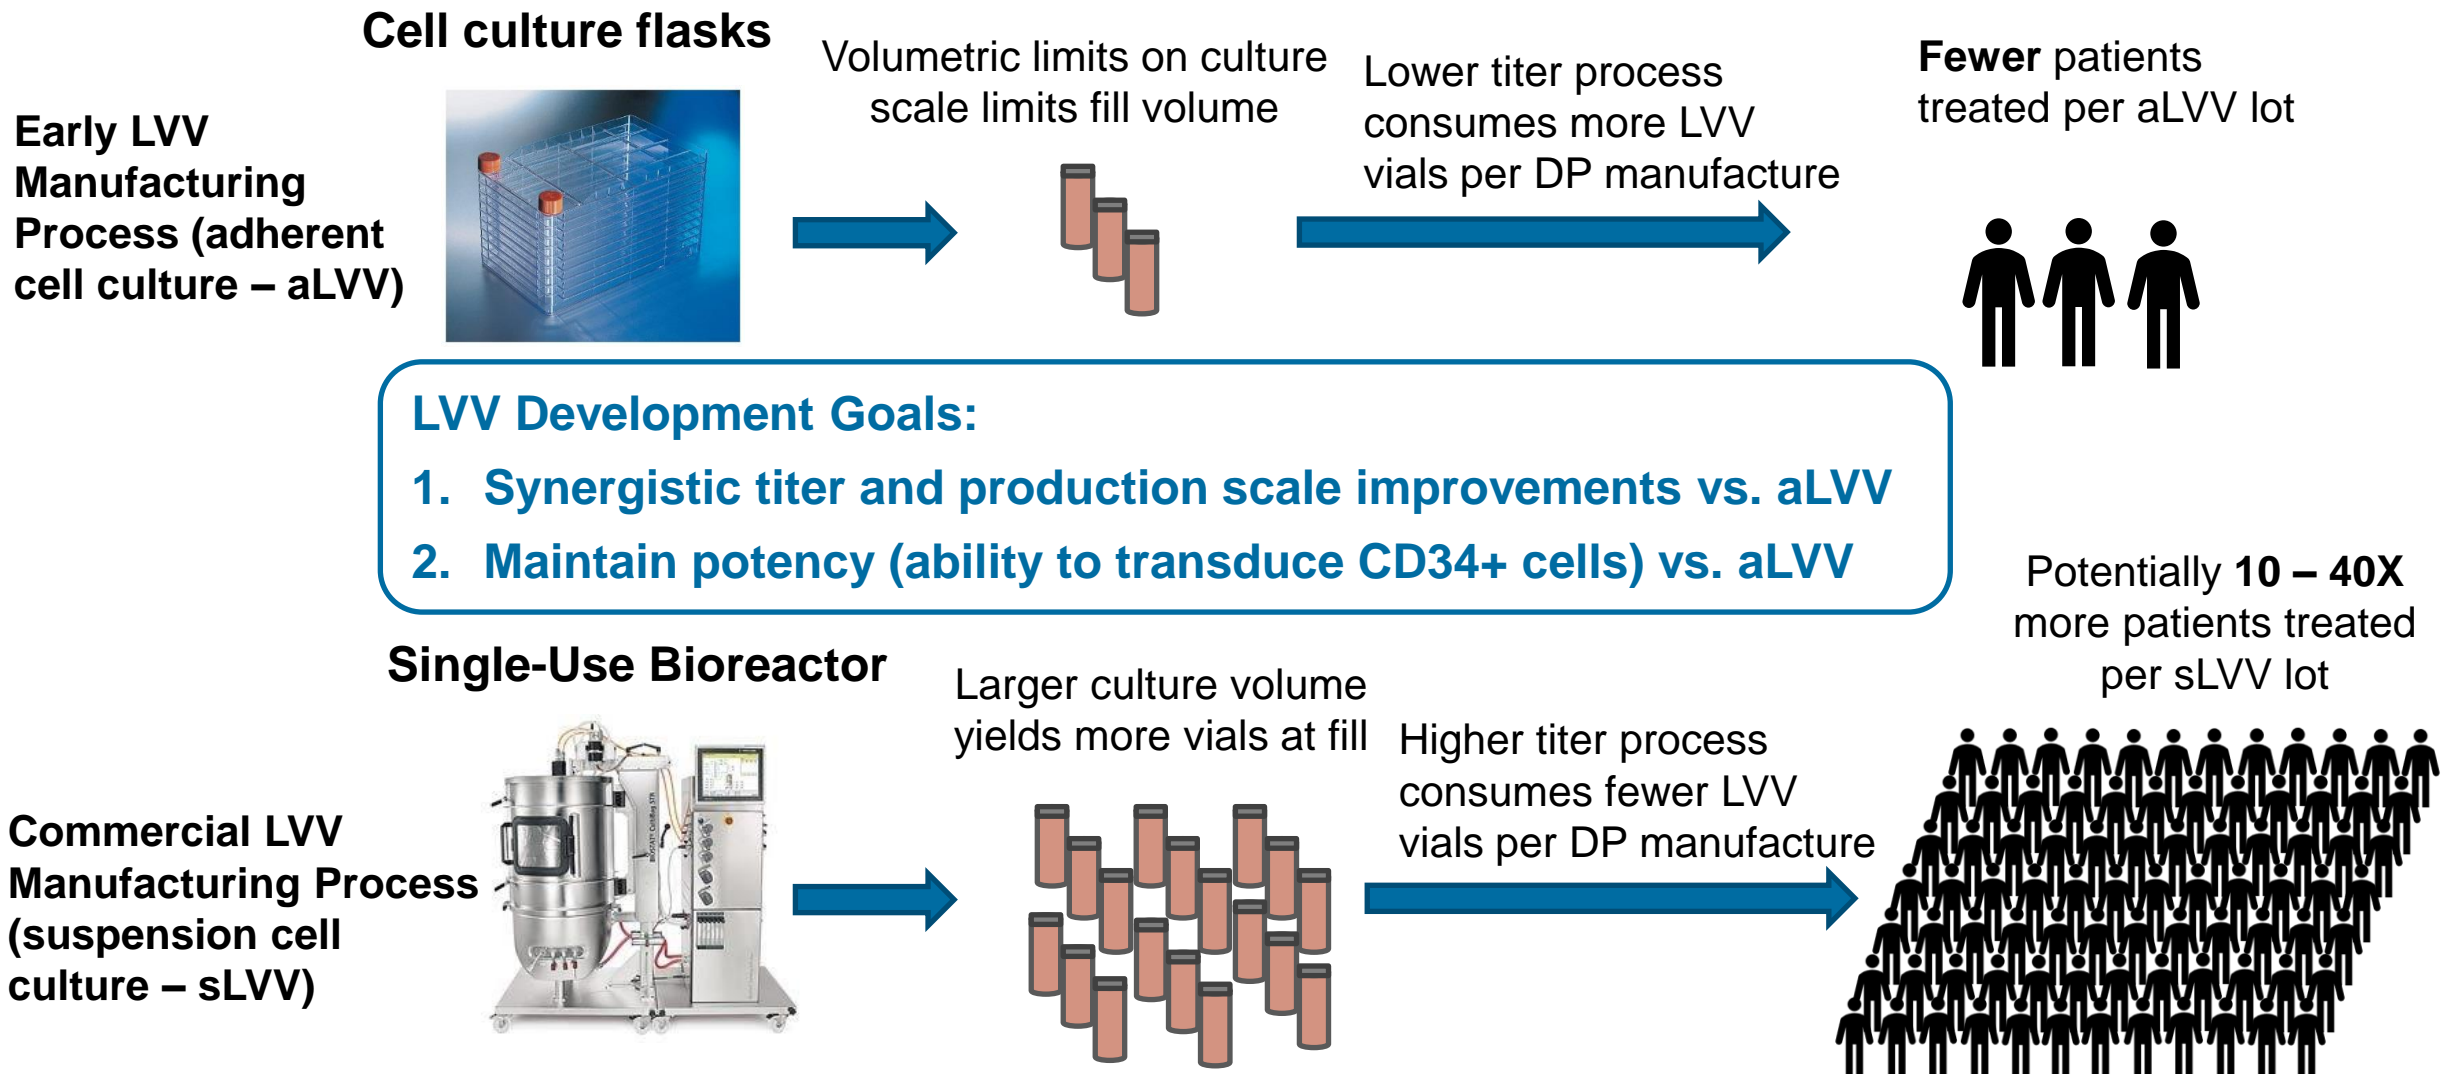 Cell culture flasks
Early LVV
Manufacturing
Process (adherent
cell culture – aLVV)
Volumetric limits on culture
scale limits fill volume
Lower titer process
consumes more LVV
vials per DP manufacture
Fewer patients
treated per aLVV lot
LVV Development Goals:
1. Synergistic titer and production scale improvements vs. aLVV
2. Maintain potency (ability to transduce CD34+ cells) vs. aLVV
Single-Use Bioreactor
Commercial LVV
Manufacturing Process
(suspension cell
culture – sLVV)
Larger culture volume
yields more vials at fill
Higher titer process
consumes fewer LVV
vials per DP manufacture
Potentially 10 – 40X
more patients treated
per sLVV lot
BIOSTAT® CultiBag STR